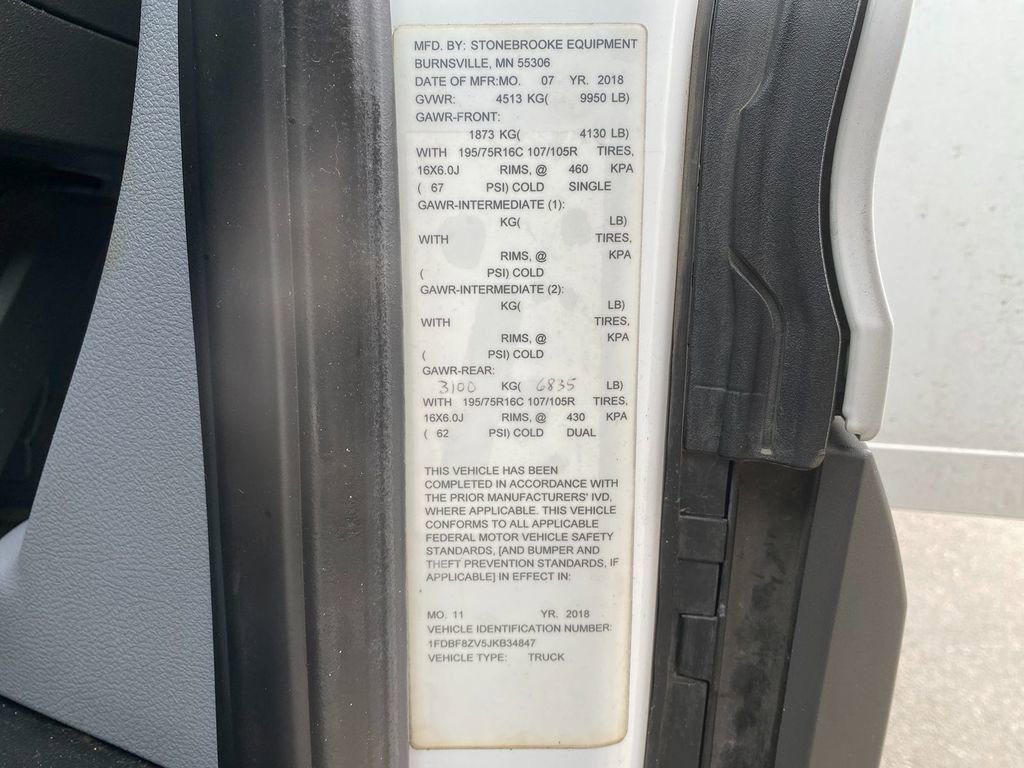 MFD. BY: STONEBROOKE EQUIPMENT
BURNSVILLE, MN 55306
DATE OF MFR: MO. 07 YR. 2018
GVWR: 4513 KG( 9950 LB)
GAWR-FRONT:
1873 KG( 4130 LB)
WITH 195/75R16C 107/105R TIRES,
16X6.0J RIMS, @ 460 KPA
( 67 PSI) COLD SINGLE
GAWR-INTERMEDIATE (1):
KG( LB)
WITH TIRES,
RIMS, @ KPA
( PSI) COLD
GAWR-INTERMEDIATE (2):
KG( LB)
WITH TIRES,
RIMS, @ KPA
( PSI) COLD
GAWR-REAR:
3100 KG( 6835 LB)
WITH 195/75R16C 107/105R TIRES,
16X6.0J RIMS, @ 430 KPA
( 62 PSI) COLD DUAL
THIS VEHICLE HAS BEEN
COMPLETED IN ACCORDANCE WITH
THE PRIOR MANUFACTURERS' IVD,
WHERE APPLICABLE. THIS VEHICLE
CONFORMS TO ALL APPLICABLE
FEDERAL MOTOR VEHICLE SAFETY
STANDARDS, [AND BUMPER AND
THEFT PREVENTION STANDARDS, IF
APPLICABLE] IN EFFECT IN:
MO. 11 YR. 2018
VEHICLE IDENTIFICATION NUMBER:
1FDBF8ZV5JKB34847
VEHICLE TYPE: TRUCK